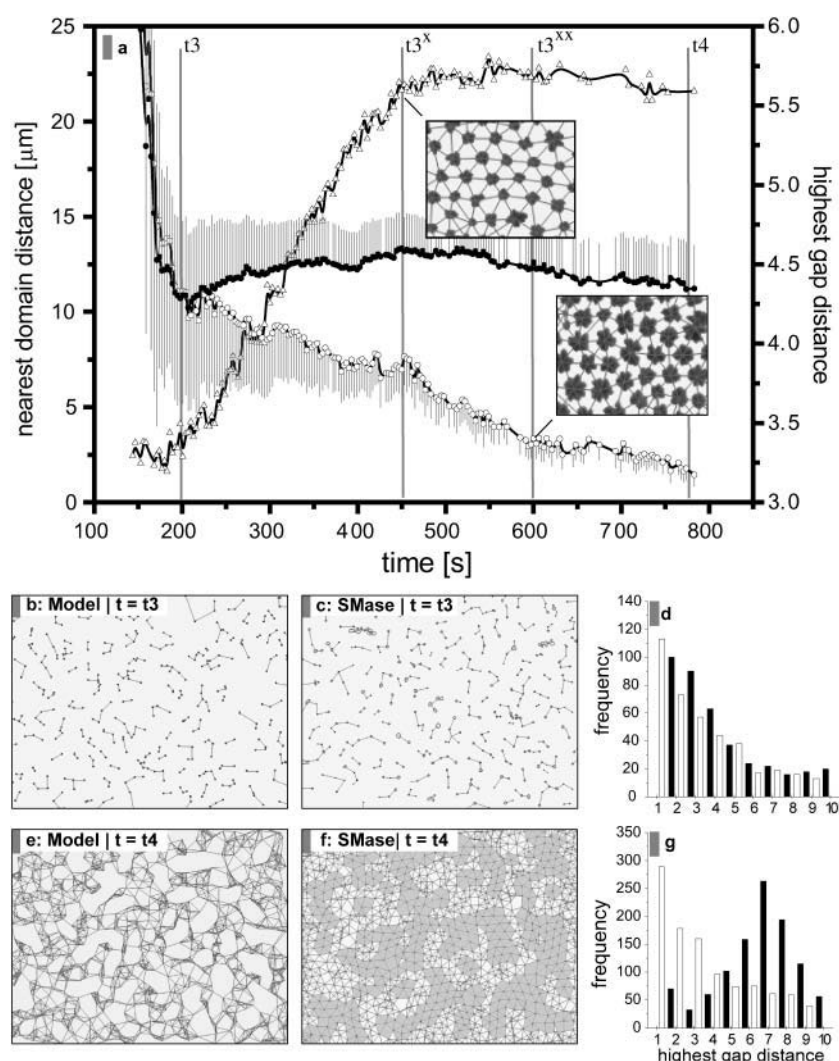 a
t3
t3x
t3xx
t4
25
20
15
10
5
0
6.0
5.5
5.0
4.5
4.0
3.5
3.0
nearest domain distance [µm]
highest gap distance
100 200 300 400 500 600 700 800
time [s]
b: Model | t = t3
c: SMase | t = t3
d
140
120
100
80
60
40
20
0
frequency
1 2 3 4 5 6 7 8 9 10
e: Model | t = t4
f: SMase| t = t4
g
350
300
250
200
150
100
50
0
frequency
1 2 3 4 5 6 7 8 9 10
highest gap distance